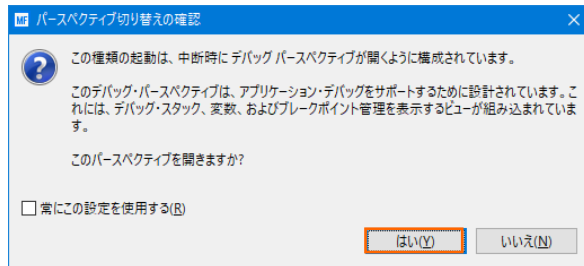 MF パースペクティブ切り替えの確認
この種類の起動は、中断時に デバッグ パースペクティブが開くように構成されています。
このデバッグ・パースペクティブは、アプリケーション・デバッグをサポートするために設計されています。こ
れには、デバッグ・スタック、変数、およびブレークポイント管理を表示するビューが組み込まれていま
す。
このパースペクティブを開きますか?
常にこの設定を使用する(R)
はい(Y) いいえ(N)